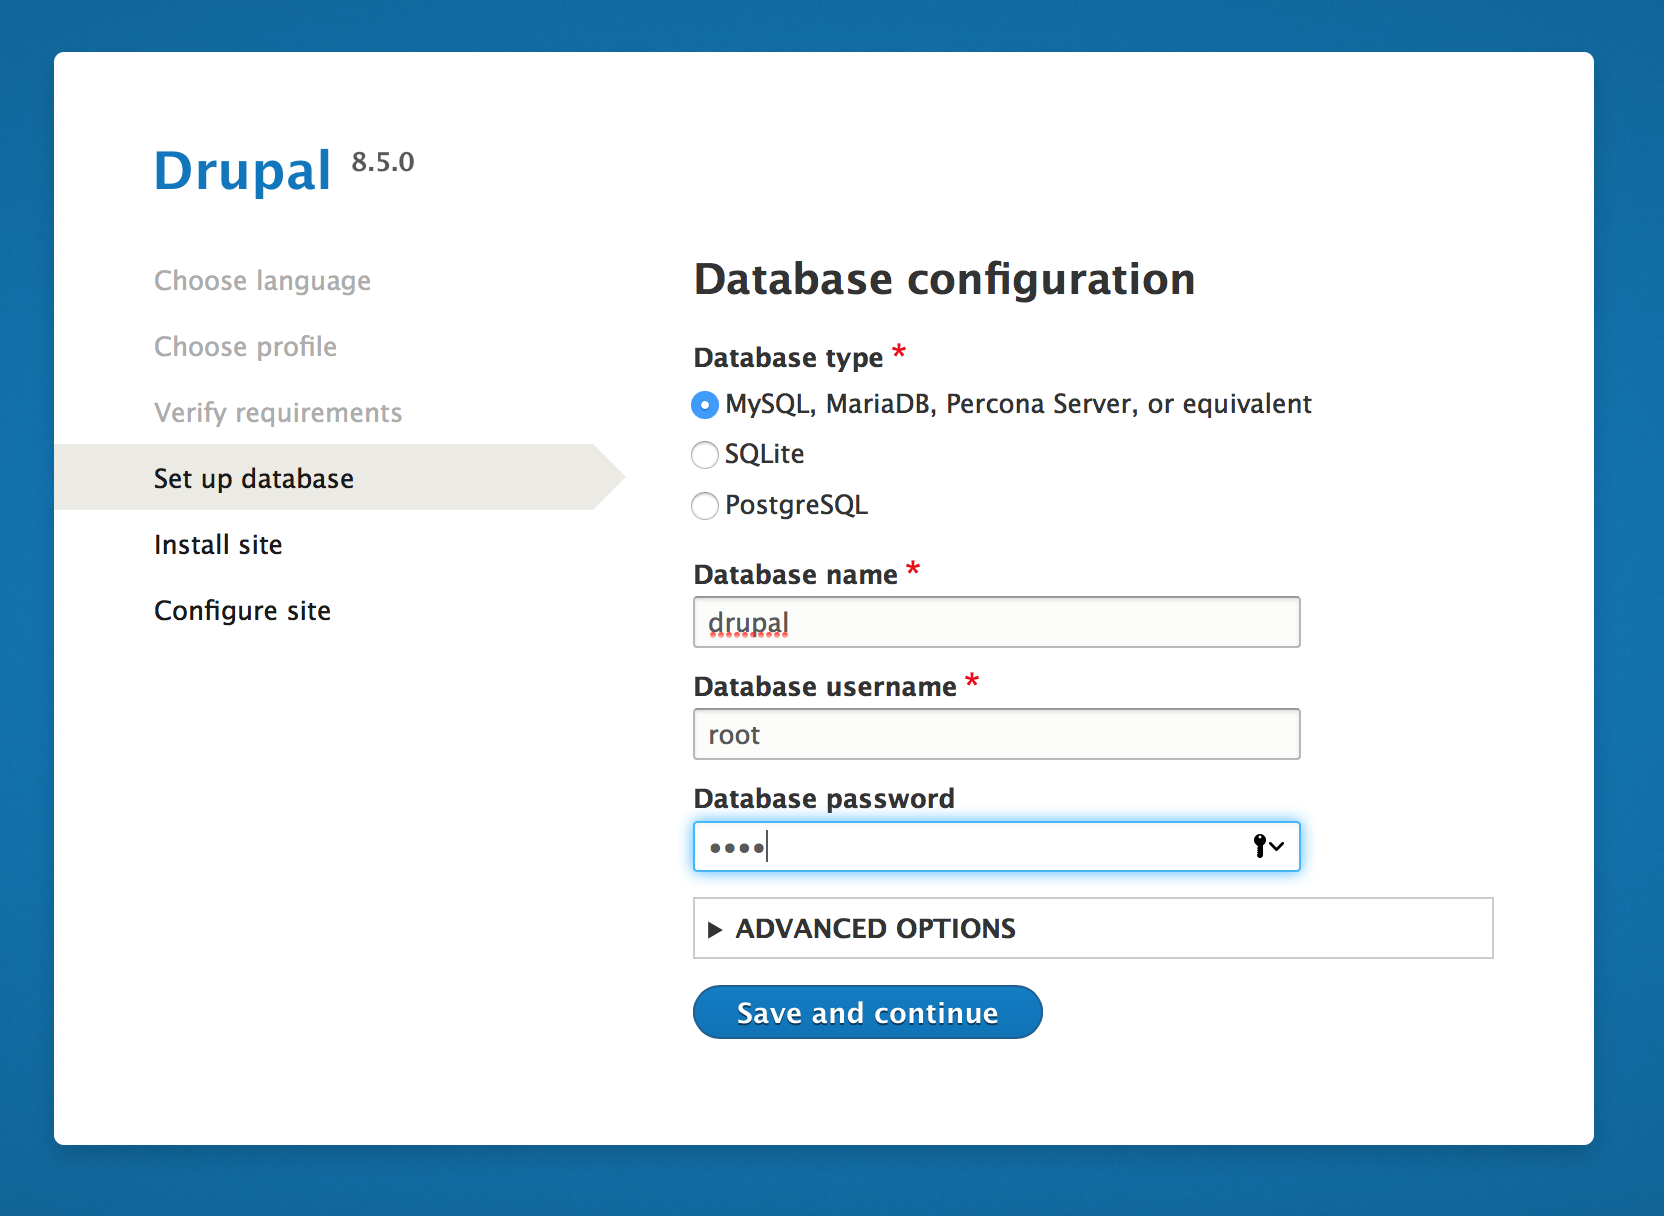 Drupal 8.5.0
Choose language
Choose profile
Verify requirements
Set up database
Install site
Configure site
Database configuration
Database type *
MySQL, MariaDB, Percona Server, or equivalent
SQLite
PostgreSQL
Database name *
drupal
Database username *
root
Database password
••••
ADVANCED OPTIONS
Save and continue